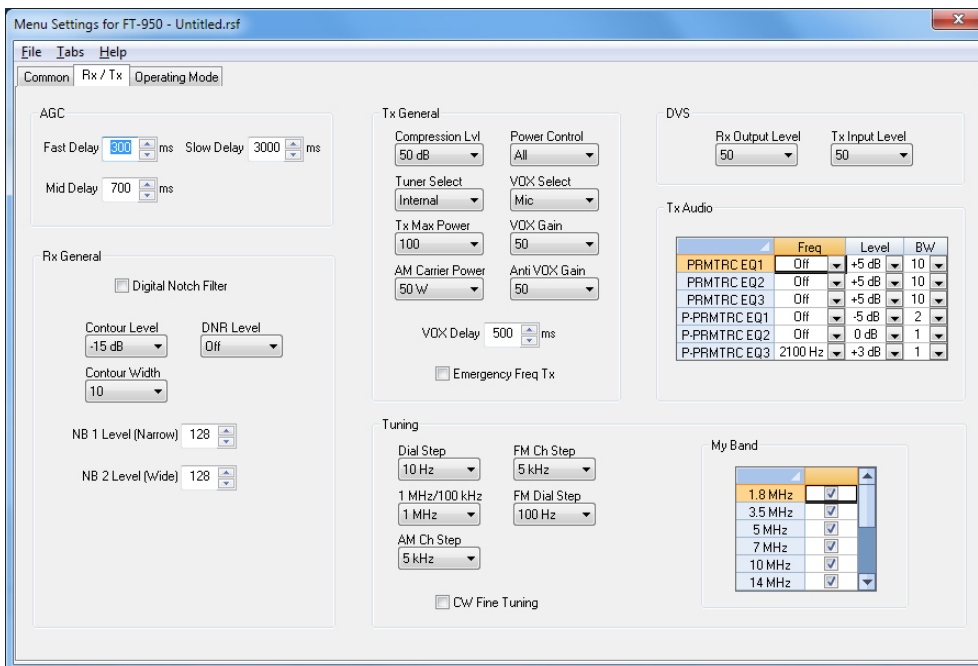 Menu Settings for FT-950 - Untitled.rsf
File Tabs Help
Common Rx / Tx Operating Mode
AGC
Fast Delay 300 ms Slow Delay 3000 ms
Mid Delay 700 ms
Rx General
Digital Notch Filter
Contour Level DNR Level
-15 dB Off
Contour Width
10
NB 1 Level (Narrow) 128
NB 2 Level (Wide) 128
Tx General
Compression Lvl Power Control
50 dB All
Tuner Select VOX Select
Internal Mic
Tx Max Power VOX Gain
100 50
AM Carrier Power Anti VOX Gain
50 W 50
VOX Delay 500 ms
Emergency Freq Tx
DVS
Rx Output Level Tx Input Level
50 50
Tx Audio
Freq Level BW
PRMTRC EQ1 Off +5 dB 10
PRMTRC EQ2 Off +5 dB 10
PRMTRC EQ3 Off +5 dB 10
P-PRMTRC EQ1 Off -5 dB 2
P-PRMTRC EQ2 Off 0 dB 1
P-PRMTRC EQ3 2100 Hz +3 dB 1
Tuning
Dial Step FM Ch Step
10 Hz 5 kHz
1 MHz/100 kHz FM Dial Step
1 MHz 100 Hz
AM Ch Step
5 kHz
CW Fine Tuning
My Band
1.8 MHz
3.5 MHz
5 MHz
7 MHz
10 MHz
14 MHz